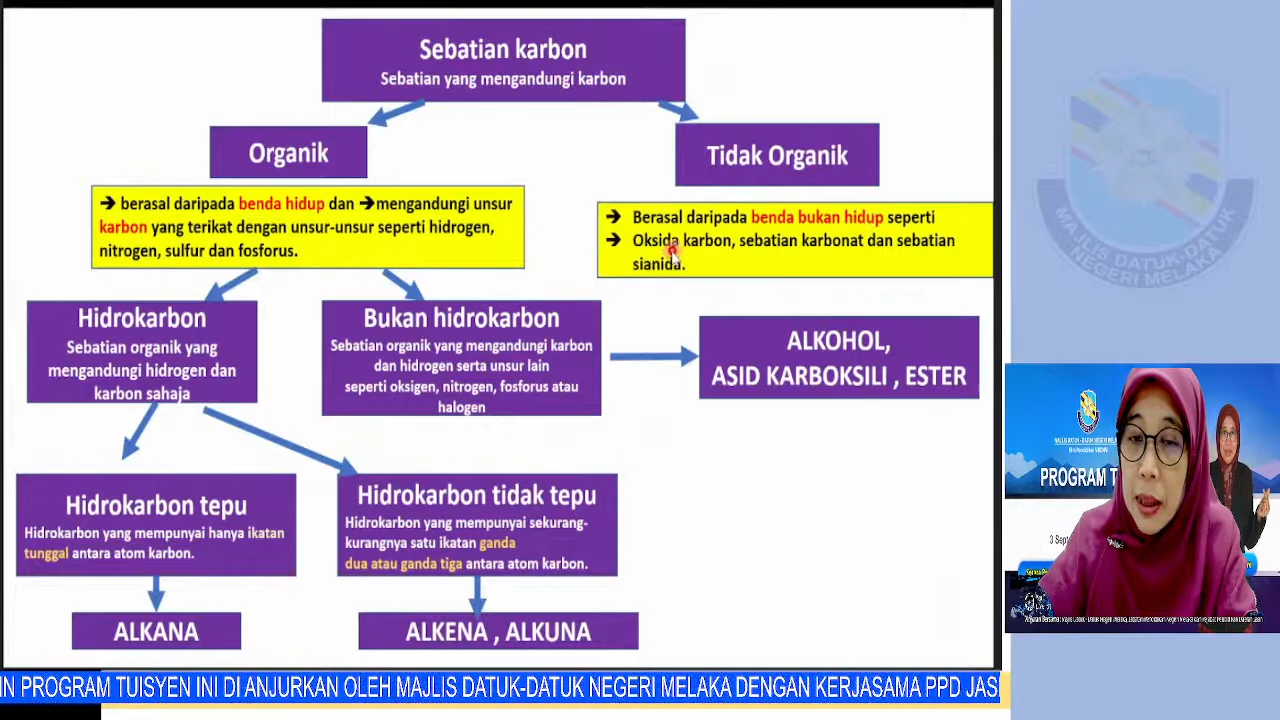 Sebatian karbon
Sebatian yang mengandungi karbon
Organik
Tidak Organik
➔ berasal daripada benda hidup dan ➔mengandungi unsur
karbon yang terikat dengan unsur-unsur seperti hidrogen,
nitrogen, sulfur dan fosforus.
➔ Berasal daripada benda bukan hidup seperti
➔ Oksida karbon, sebatian karbonat dan sebatian
sianida.
Hidrokarbon
Sebatian organik yang
mengandungi hidrogen dan
karbon sahaja
Bukan hidrokarbon
Sebatian organik yang mengandungi karbon
dan hidrogen serta unsur lain
seperti oksigen, nitrogen, fosforus atau
halogen
ALKOHOL,
ASID KARBOKSILI , ESTER
Hidrokarbon tepu
Hidrokarbon yang mempunyai hanya ikatan
tunggal antara atom karbon.
Hidrokarbon tidak tepu
Hidrokarbon yang mempunyai sekurang-
kurangnya satu ikatan ganda
dua atau ganda tiga antara atom karbon.
ALKANA
ALKENA , ALKUNA
MAJLIS DATUK-DATUK
NEGERI MELAKA
PROGRAM T
3 Sept
IN PROGRAM TUISYEN INI DI ANJURKAN OLEH MAJLIS DATUK-DATUK NEGERI MELAKA DENGAN KERJASAMA PPD JAS